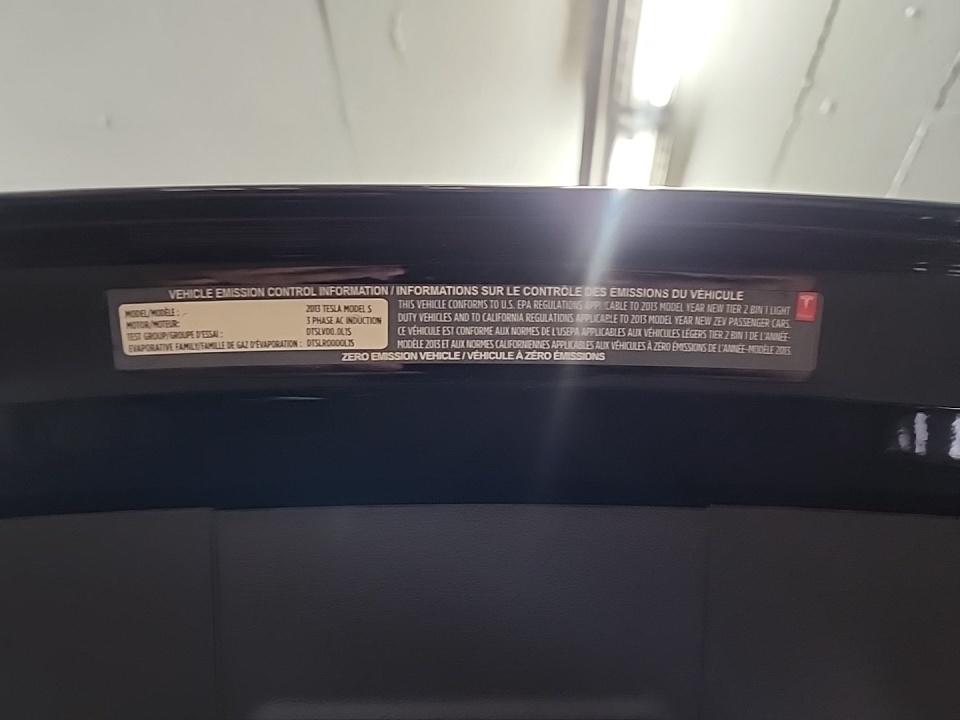 VEHICLE EMISSION CONTROL INFORMATION / INFORMATIONS SUR LE CONTRÔLE DES EMISSIONS DU VÉHICULE
MODEL/MODÈLE: 2013 TESLA MODEL S
MOTOR/MOTEUR: 3 PHASE AC INDUCTION
TEST GROUP/GROUPE D'ESSAI: DTSLV00.0L1S
EVAPORATIVE FAMILY/FAMILLE DE GAZ D'ÉVAPORATION: DTSLR0000L1S
THIS VEHICLE CONFORMS TO U.S. EPA REGULATIONS APPLICABLE TO 2013 MODEL YEAR NEW TIER 2 BIN 1 LIGHT
DUTY VEHICLES AND TO CALIFORNIA REGULATIONS APPLICABLE TO 2013 MODEL YEAR NEW ZEV PASSENGER CARS.
CE VÉHICULE EST CONFORME AUX NORMES DE L'USEPA APPLICABLES AUX VÉHICULES LÉGERS TIER 2 BIN 1 DE L'ANNÉE-
MODÈLE 2013 ET AUX NORMES CALIFORNIENNES APPLICABLES AUX VÉHICULES À ZÉRO ÉMISSIONS DE L'ANNÉE-MODÈLE 2013.
ZERO EMISSION VEHICLE / VÉHICULE À ZÉRO ÉMISSIONS